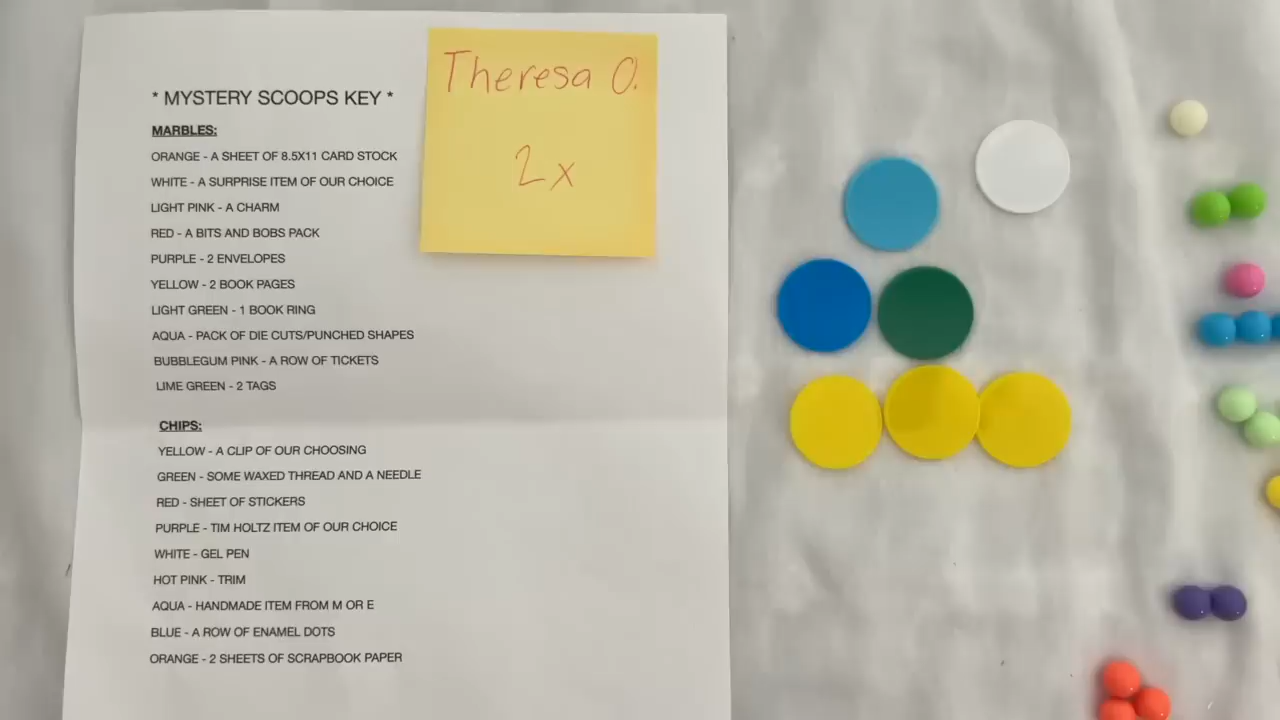 Theresa O.
2x
* MYSTERY SCOOPS KEY *
MARBLES:
ORANGE - A SHEET OF 8.5X11 CARD STOCK
WHITE - A SURPRISE ITEM OF OUR CHOICE
LIGHT PINK - A CHARM
RED - A BITS AND BOBS PACK
PURPLE - 2 ENVELOPES
YELLOW - 2 BOOK PAGES
LIGHT GREEN - 1 BOOK RING
AQUA - PACK OF DIE CUTS/PUNCHED SHAPES
BUBBLEGUM PINK - A ROW OF TICKETS
LIME GREEN - 2 TAGS
CHIPS:
YELLOW - A CLIP OF OUR CHOOSING
GREEN - SOME WAXED THREAD AND A NEEDLE
RED - SHEET OF STICKERS
PURPLE - TIM HOLTZ ITEM OF OUR CHOICE
WHITE - GEL PEN
HOT PINK - TRIM
AQUA - HANDMADE ITEM FROM M OR E
BLUE - A ROW OF ENAMEL DOTS
ORANGE - 2 SHEETS OF SCRAPBOOK PAPER